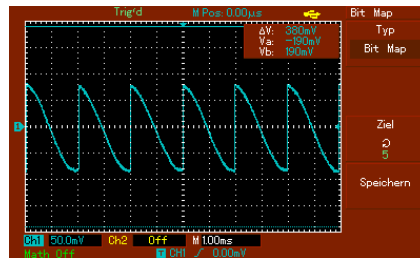 Trig'd M Pos: 0.00μs Bit Map
ΔV: 380mV
Va: -190mV
Vb: 190mV
Typ
Bit Map
Ziel
5
Speichern
Ch1 50.0mV Ch2 Off M 1.00ms
Math Off T CH1 0.00mV